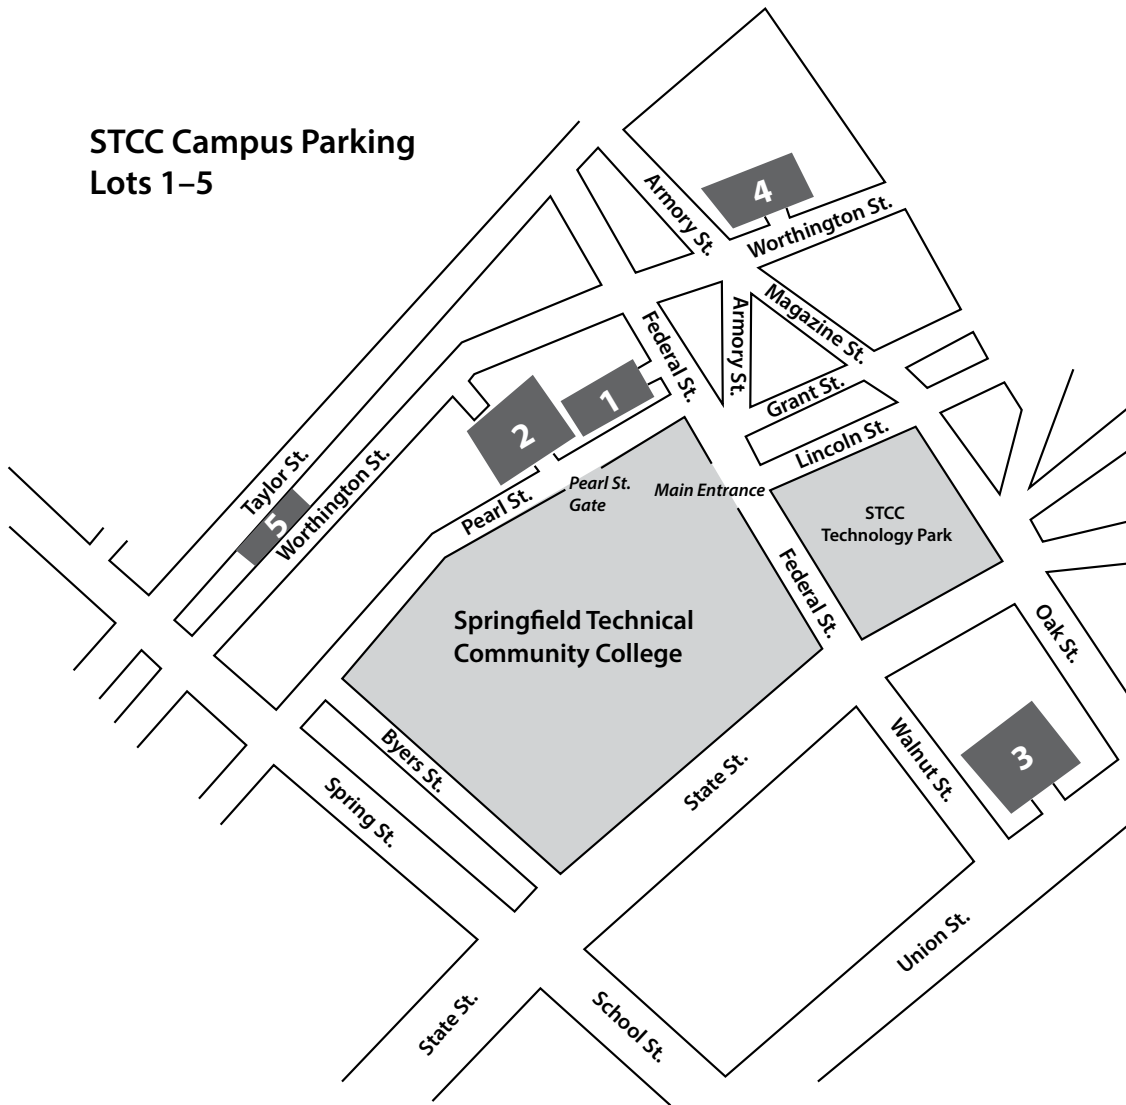 STCC Campus Parking
Lots 1–5
4
Armory St.
Worthington St.
Magazine St.
Armory St.
Federal St.
Grant St.
1
2
Lincoln St.
Taylor St.
Worthington St.
5
Pearl St.
Pearl St.
Gate
Main Entrance
STCC
Technology Park
Federal St.
Springfield Technical
Community College
Oak St.
3
Walnut St.
Byers St.
State St.
Spring St.
Union St.
State St.
School St.